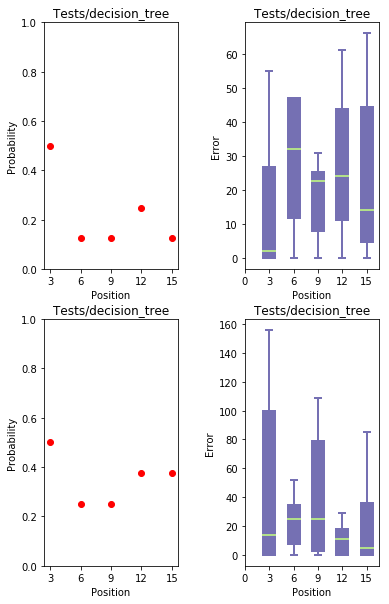 Tests/decision_tree
1.0
0.8
0.6
0.4
0.2
0.0
Probability
3 6 9 12 15
Position
Tests/decision_tree
60
50
40
30
20
10
0
Error
0 3 6 9 12 15
Position
Tests/decision_tree
1.0
0.8
0.6
0.4
0.2
0.0
Probability
3 6 9 12 15
Position
Tests/decision_tree
160
140
120
100
80
60
40
20
0
Error
0 3 6 9 12 15
Position